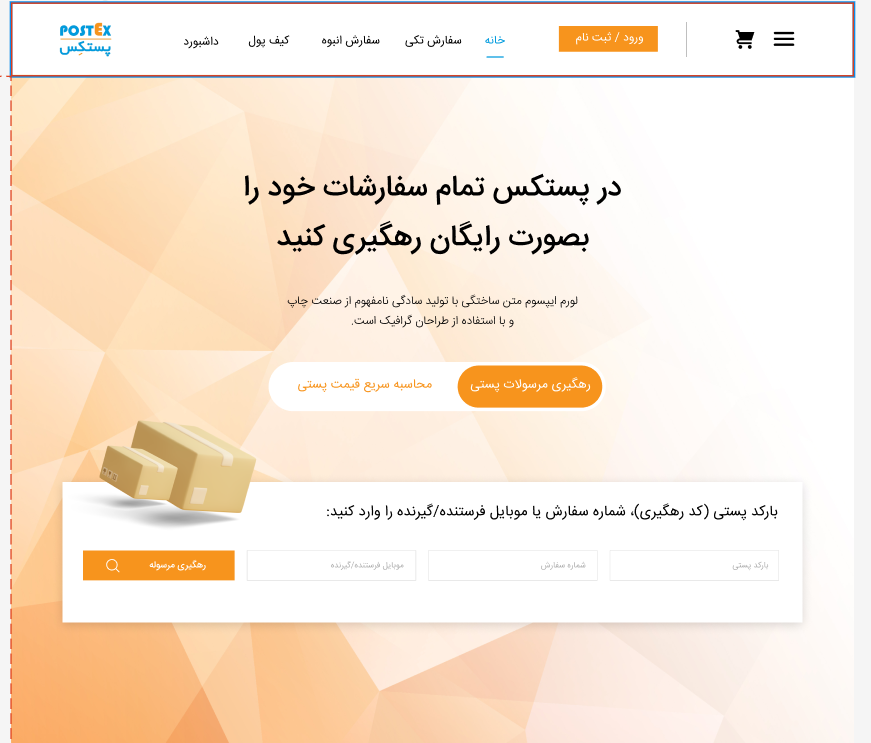 POSTEX
پستکس
ورود / ثبت نام
خانه
سفارش تکی
سفارش انبوه
کیف پول
داشبورد
در پستکس تمام سفارشات خود را
بصورت رایگان رهگیری کنید
لورم ایپسوم متن ساختگی با تولید سادگی نامفهوم از صنعت چاپ
و با استفاده از طراحان گرافیک است.
رهگیری مرسولات پستی
محاسبه سریع قیمت پستی
بارکد پستی (کد رهگیری)، شماره سفارش یا موبایل فرستنده/گیرنده را وارد کنید:
بارکد پستی
شماره سفارش
موبایل فرستنده/گیرنده
رهگیری مرسوله